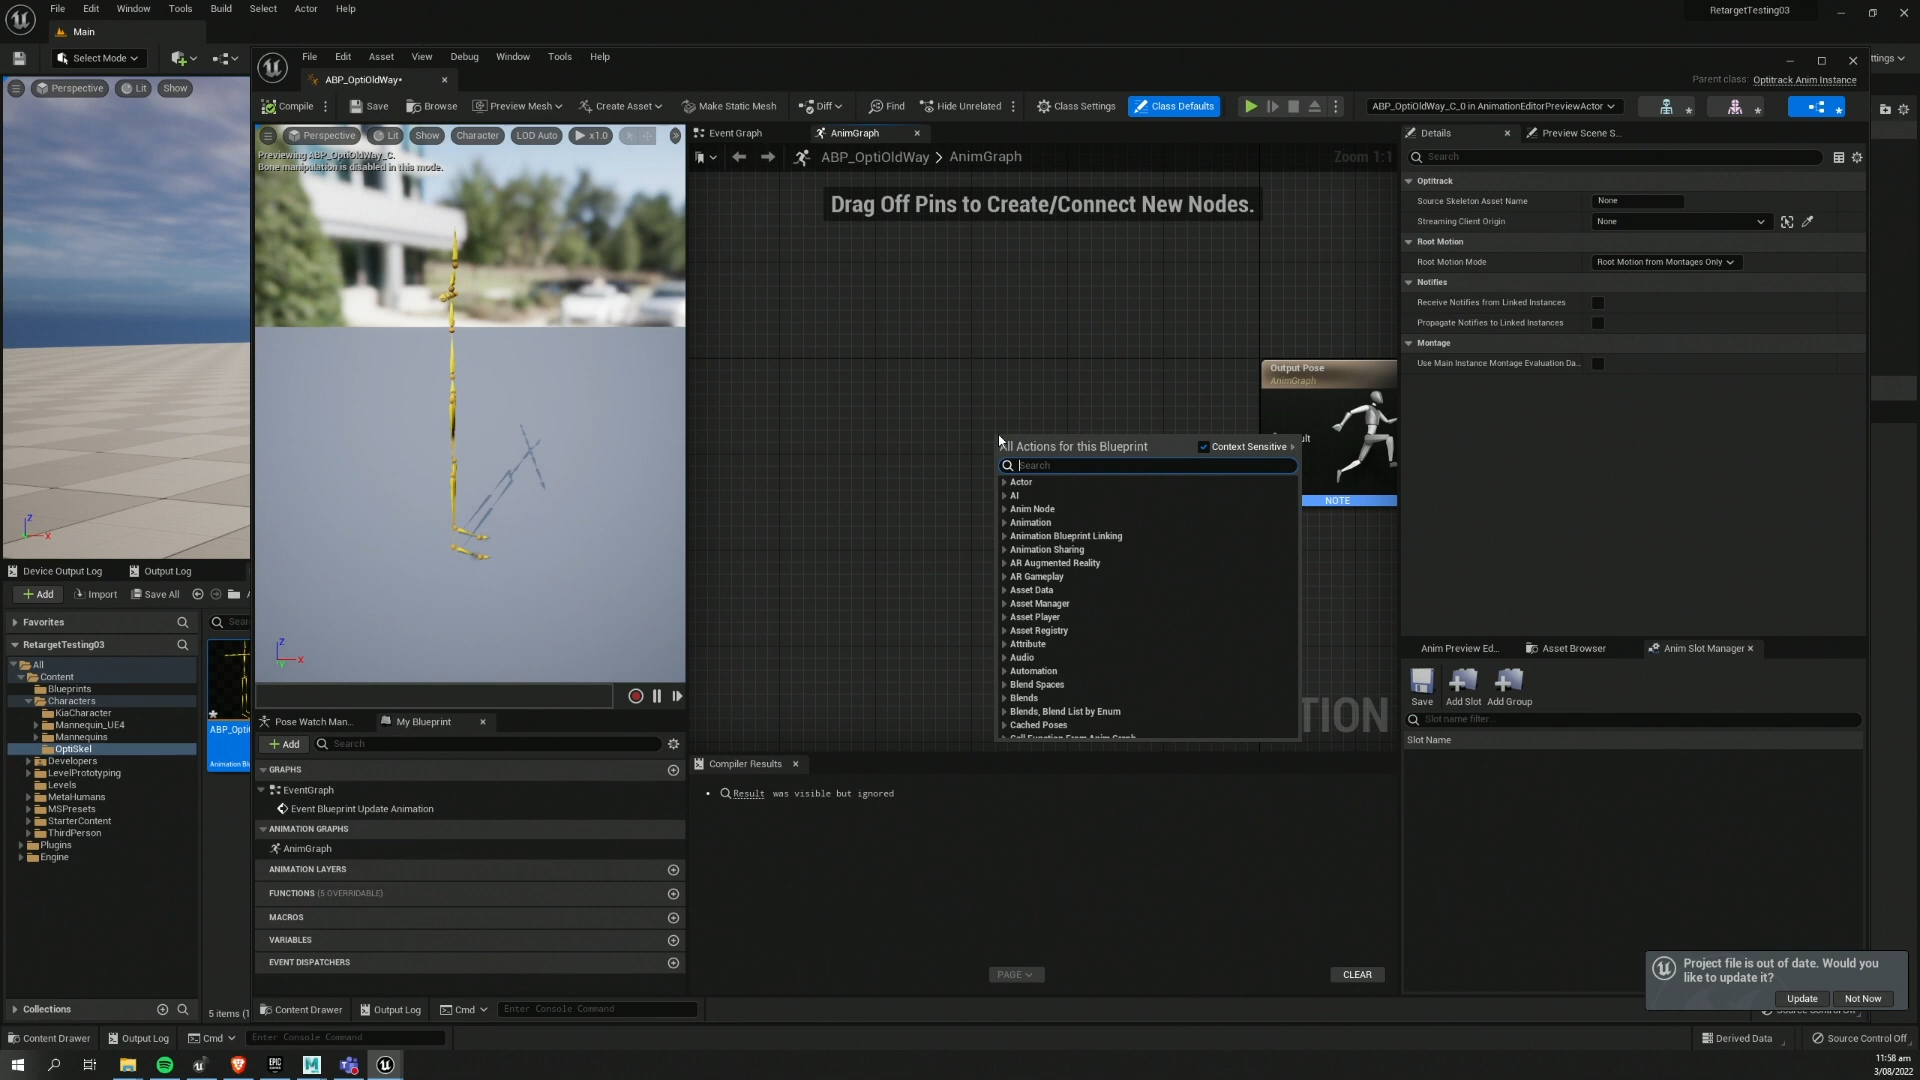 File Edit Window Tools Build Select Actor Help
RetargetTesting03
Main
Select Mode
Perspective Lit Show
File Edit Asset View Debug Window Tools Help
ABP_OptiOldWay•
Parent class: Optitrack Anim Instance
ttings
Compile Save Browse Preview Mesh Create Asset Make Static Mesh Diff Find Hide Unrelated Class Settings Class Defaults
ABP_OptiOldWay_C_0 in AnimationEditorPreviewActor
Perspective Lit Show Character LOD Auto x1.0
Previewing ABP_OptiOldWay_C.
Bone manipulation is disabled in this mode.
Event Graph AnimGraph
ABP_OptiOldWay > AnimGraph
Zoom 1:1
Drag Off Pins to Create/Connect New Nodes.
Output Pose
AnimGraph
ult
NOTE
TION
All Actions for this Blueprint Context Sensitive
Search
Actor
AI
Anim Node
Animation
Animation Blueprint Linking
Animation Sharing
AR Augmented Reality
AR Gameplay
Asset Data
Asset Manager
Asset Player
Asset Registry
Attribute
Audio
Automation
Blend Spaces
Blends
Blends, Blend List by Enum
Cached Poses
Call Function From Anim Graph
Details Preview Scene S...
Search
Optitrack
Source Skeleton Asset Name None
Streaming Client Origin None
Root Motion
Root Motion Mode Root Motion from Montages Only
Notifies
Receive Notifies from Linked Instances
Propagate Notifies to Linked Instances
Montage
Use Main Instance Montage Evaluation Da...
Anim Preview Ed... Asset Browser Anim Slot Manager
Save Add Slot Add Group
Slot name filter...
Slot Name
Z
X
Device Output Log Output Log
Add Import Save All
Favorites
Sear
RetargetTesting03
All
Content
Blueprints
Characters
KiaCharacter
Mannequin_UE4
Mannequins
OptiSkel
Developers
LevelPrototyping
Levels
MetaHumans
MSPresets
StarterContent
ThirdPerson
Plugins
Engine
Collections
ABP_Opti
Animation Bl
5 items (1
Z
X
Pose Watch Man... My Blueprint
Add Search
GRAPHS
EventGraph
Event Blueprint Update Animation
ANIMATION GRAPHS
AnimGraph
ANIMATION LAYERS
FUNCTIONS (5 OVERRIDABLE)
MACROS
VARIABLES
EVENT DISPATCHERS
Compiler Results
Result was visible but ignored
PAGE
CLEAR
Project file is out of date. Would you
like to update it?
Update Not Now
Content Drawer Output Log Cmd Enter Console Command
Content Drawer Output Log Cmd Enter Console Command
Derived Data Source Control Off
11:58 am
3/08/2022